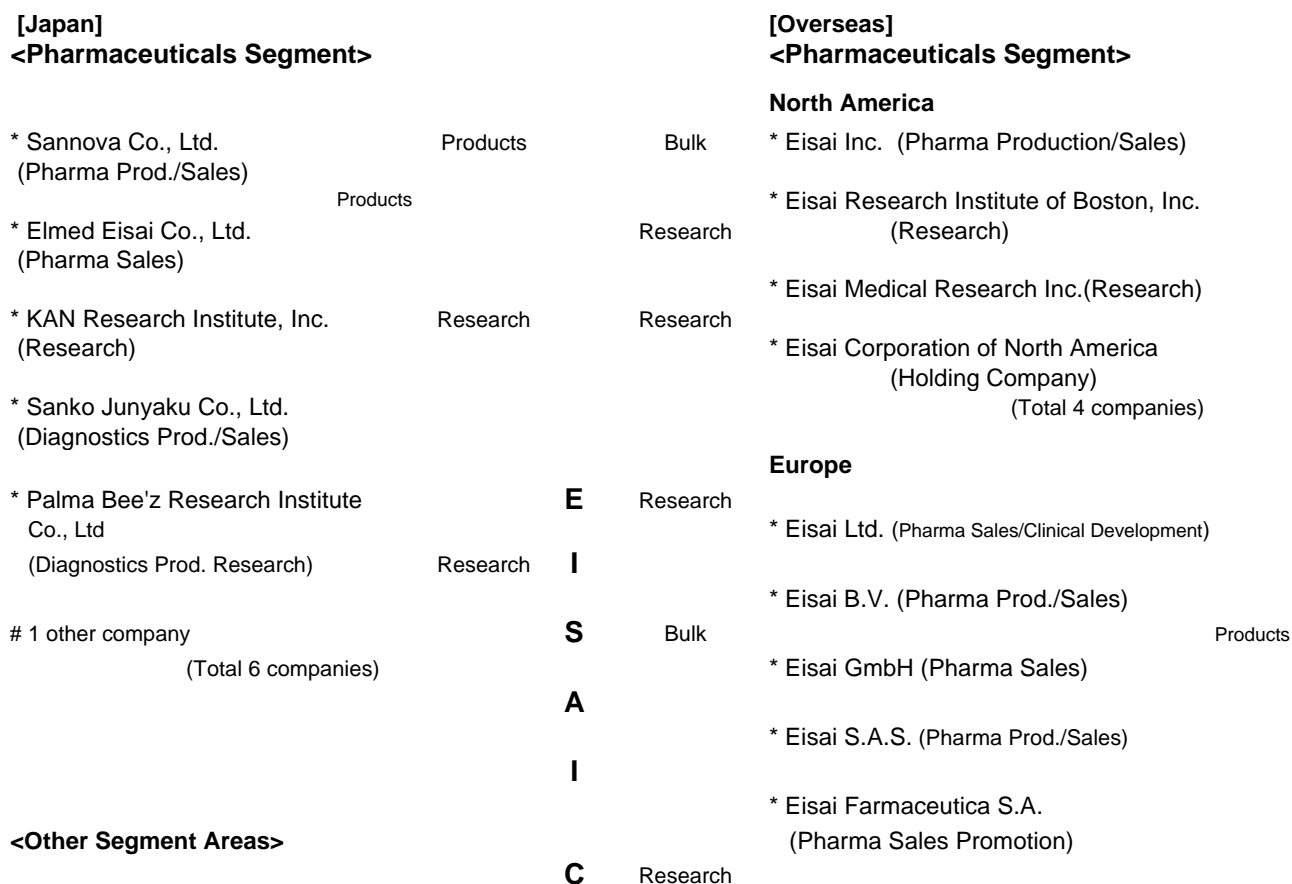 [Japan] [Overseas]
<Pharmaceuticals Segment> <Pharmaceuticals Segment>
North America
* Sannova Co., Ltd. Products Bulk * Eisai Inc. (Pharma Production/Sales)
(Pharma Prod./Sales)
Products * Eisai Research Institute of Boston, Inc.
* Elmed Eisai Co., Ltd. Research (Research)
(Pharma Sales)
* Eisai Medical Research Inc.(Research)
* KAN Research Institute, Inc. Research Research
(Research) * Eisai Corporation of North America
(Holding Company)
* Sanko Junyaku Co., Ltd. (Total 4 companies)
(Diagnostics Prod./Sales)
Europe
* Palma Bee'z Research Institute E Research
Co., Ltd * Eisai Ltd. (Pharma Sales/Clinical Development)
(Diagnostics Prod. Research) Research I
* Eisai B.V. (Pharma Prod./Sales)
# 1 other company S Bulk Products
(Total 6 companies) * Eisai GmbH (Pharma Sales)
A
* Eisai S.A.S. (Pharma Prod./Sales)
I
* Eisai Farmaceutica S.A.
<Other Segment Areas> (Pharma Sales Promotion)
C Research